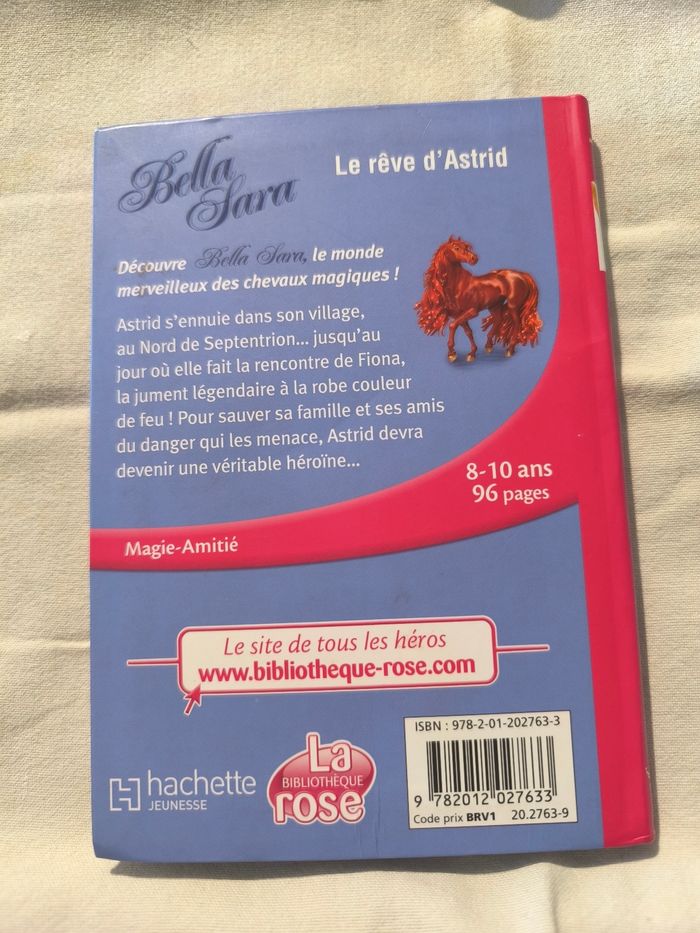 Bella Sara
Le rêve d'Astrid
Découvre Bella Sara, le monde
merveilleux des chevaux magiques !
Astrid s'ennuie dans son village,
au Nord de Septentrion... jusqu'au
jour où elle fait la rencontre de Fiona,
la jument légendaire à la robe couleur
de feu ! Pour sauver sa famille et ses amis
du danger qui les menace, Astrid devra
devenir une véritable héroïne...
8-10 ans
96 pages
Magie-Amitié
Le site de tous les héros
www.bibliotheque-rose.com
hachette
JEUNESSE
La
BIBLIOTHÈQUE
rose
ISBN : 978-2-01-202763-3
9 782012 027633
Code prix BRV1 20.2763-9